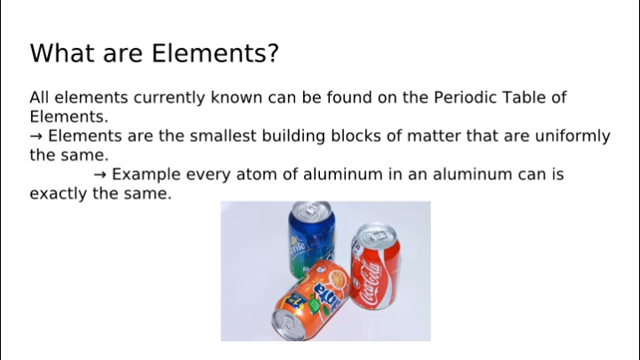 What are Elements?
All elements currently known can be found on the Periodic Table of
Elements.
→ Elements are the smallest building blocks of matter that are uniformly
the same.
→ Example every atom of aluminum in an aluminum can is
exactly the same.
Sprite
Coca-Cola
Fanta